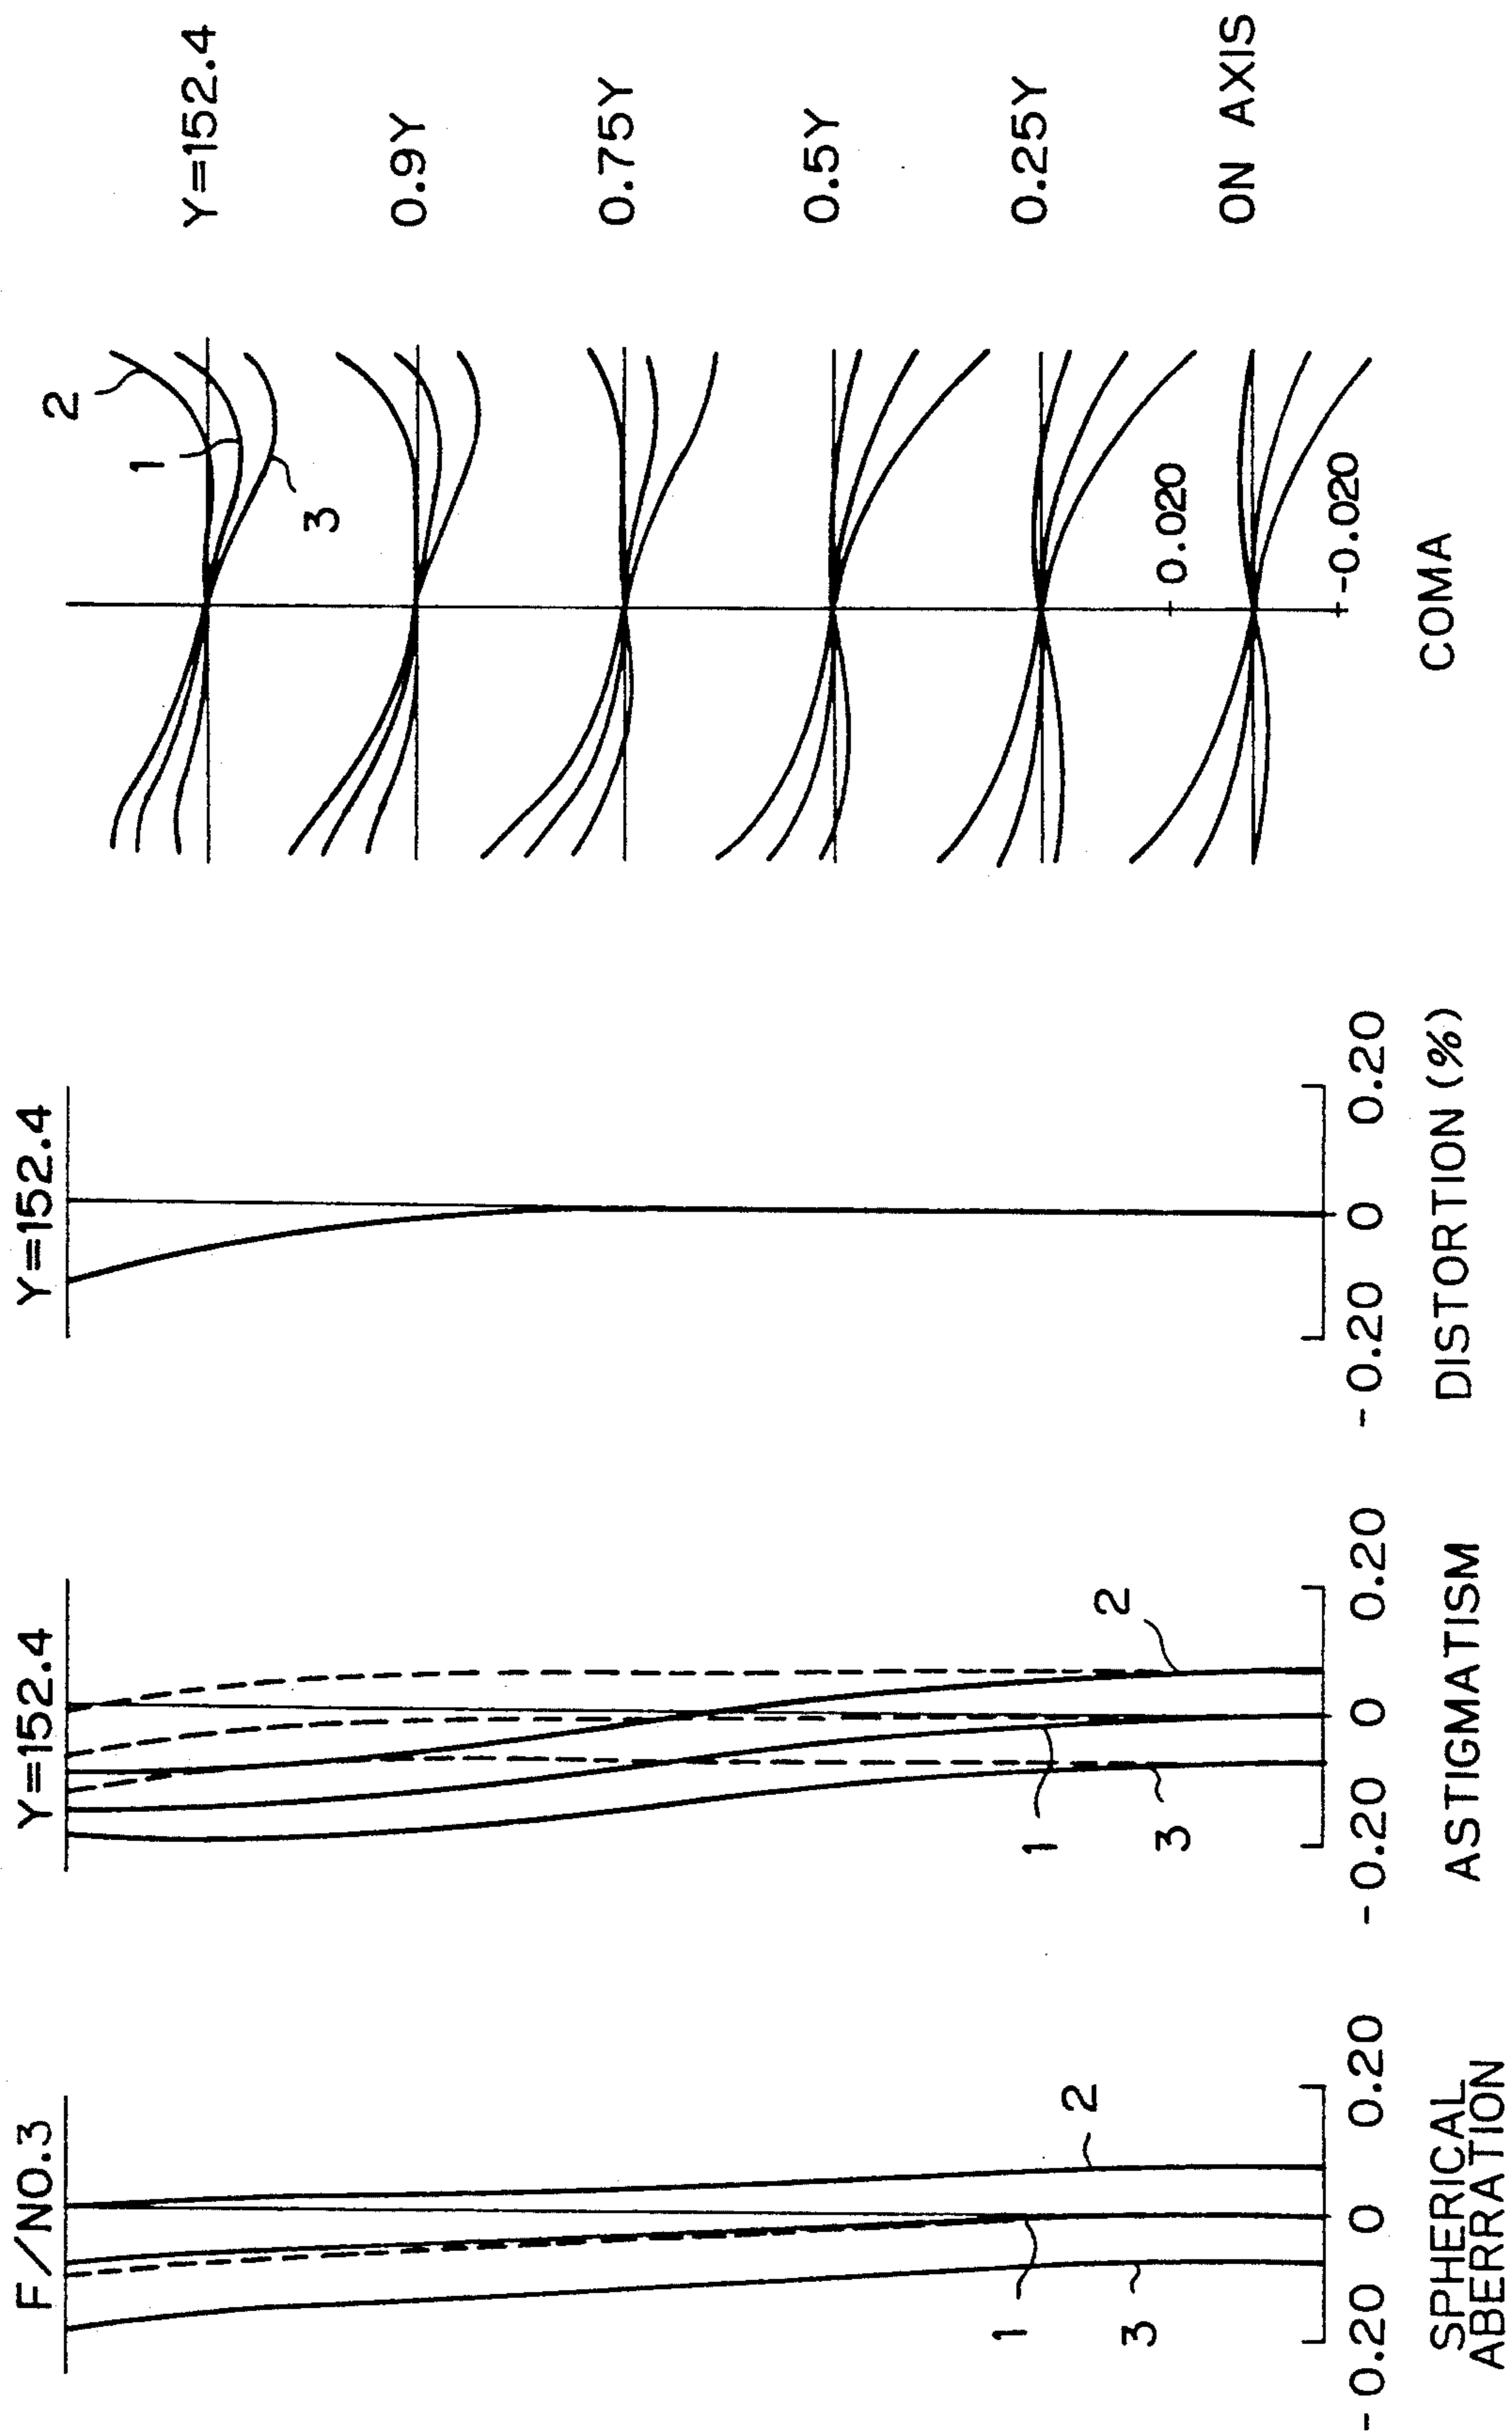 F/NO.3
1
3
2
-0.20 0 0.20
SPHERICAL
ABERRATION
Y=152.4
1
3
2
-0.20 0 0.20
ASTIGMATISM
Y=152.4
-0.20 0 0.20
DISTORTION (%)
2
1
3
Y=152.4
0.9Y
0.75Y
0.5Y
0.25Y
ON AXIS
0.020
-0.020
COMA